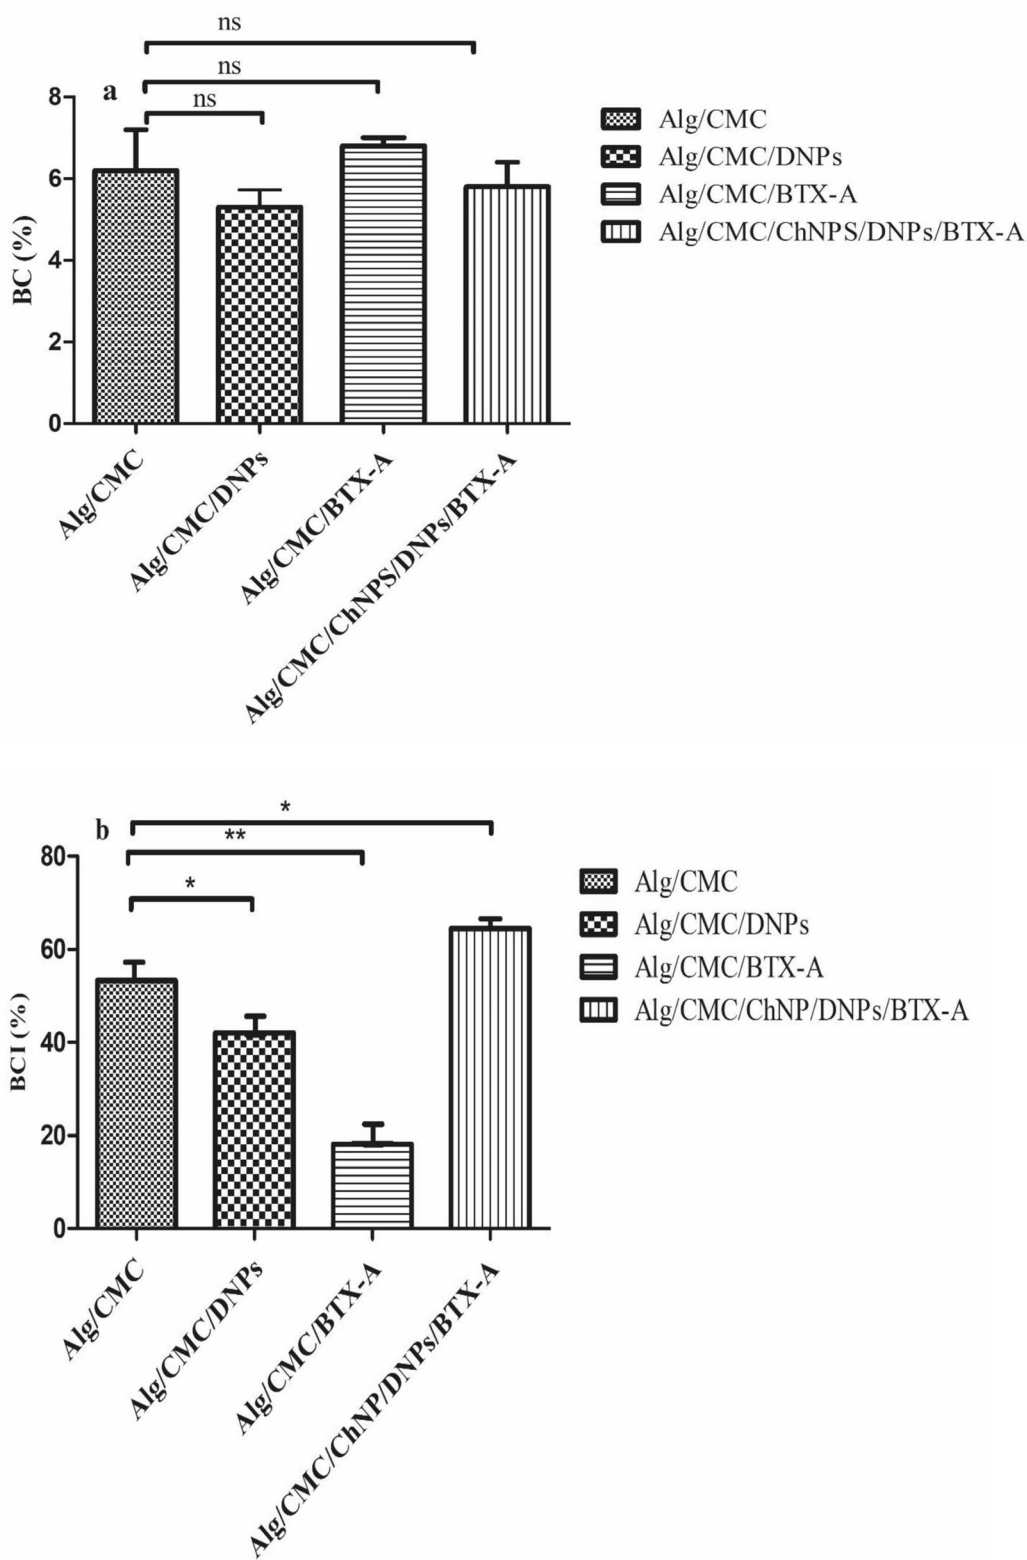 ns
ns
ns
a
8
6
4
2
0
BC (%)
Alg/CMC
Alg/CMC/DNPs
Alg/CMC/BTX-A
Alg/CMC/ChNPS/DNPs/BTX-A
Alg/CMC
Alg/CMC/DNPs
Alg/CMC/BTX-A
Alg/CMC/ChNPS/DNPs/BTX-A
*
**
*
b
80
60
40
20
0
BCI (%)
Alg/CMC
Alg/CMC/DNPs
Alg/CMC/BTX-A
Alg/CMC/ChNP/DNPs/BTX-A
Alg/CMC
Alg/CMC/DNPs
Alg/CMC/BTX-A
Alg/CMC/ChNP/DNPs/BTX-A